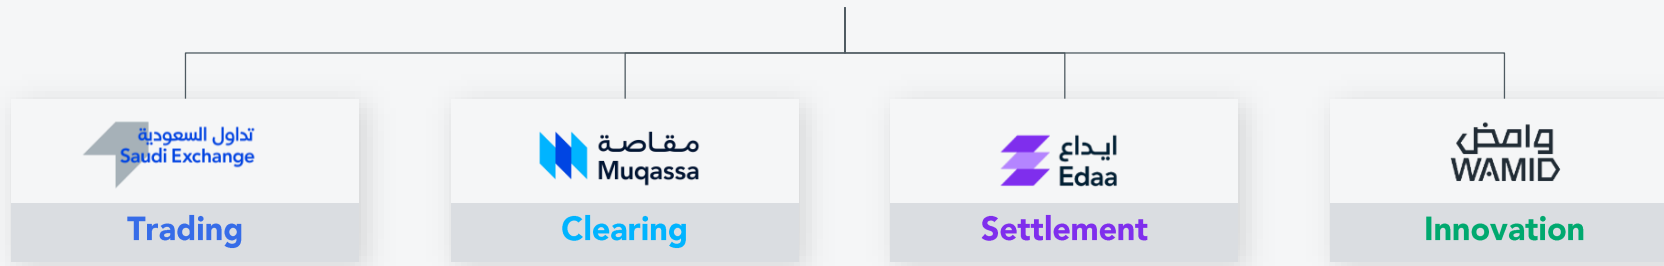 تداول السعودية
Saudi Exchange
Trading
مقاصة
Muqassa
Clearing
ايداع
Edaa
Settlement
وامض
WAMID
Innovation